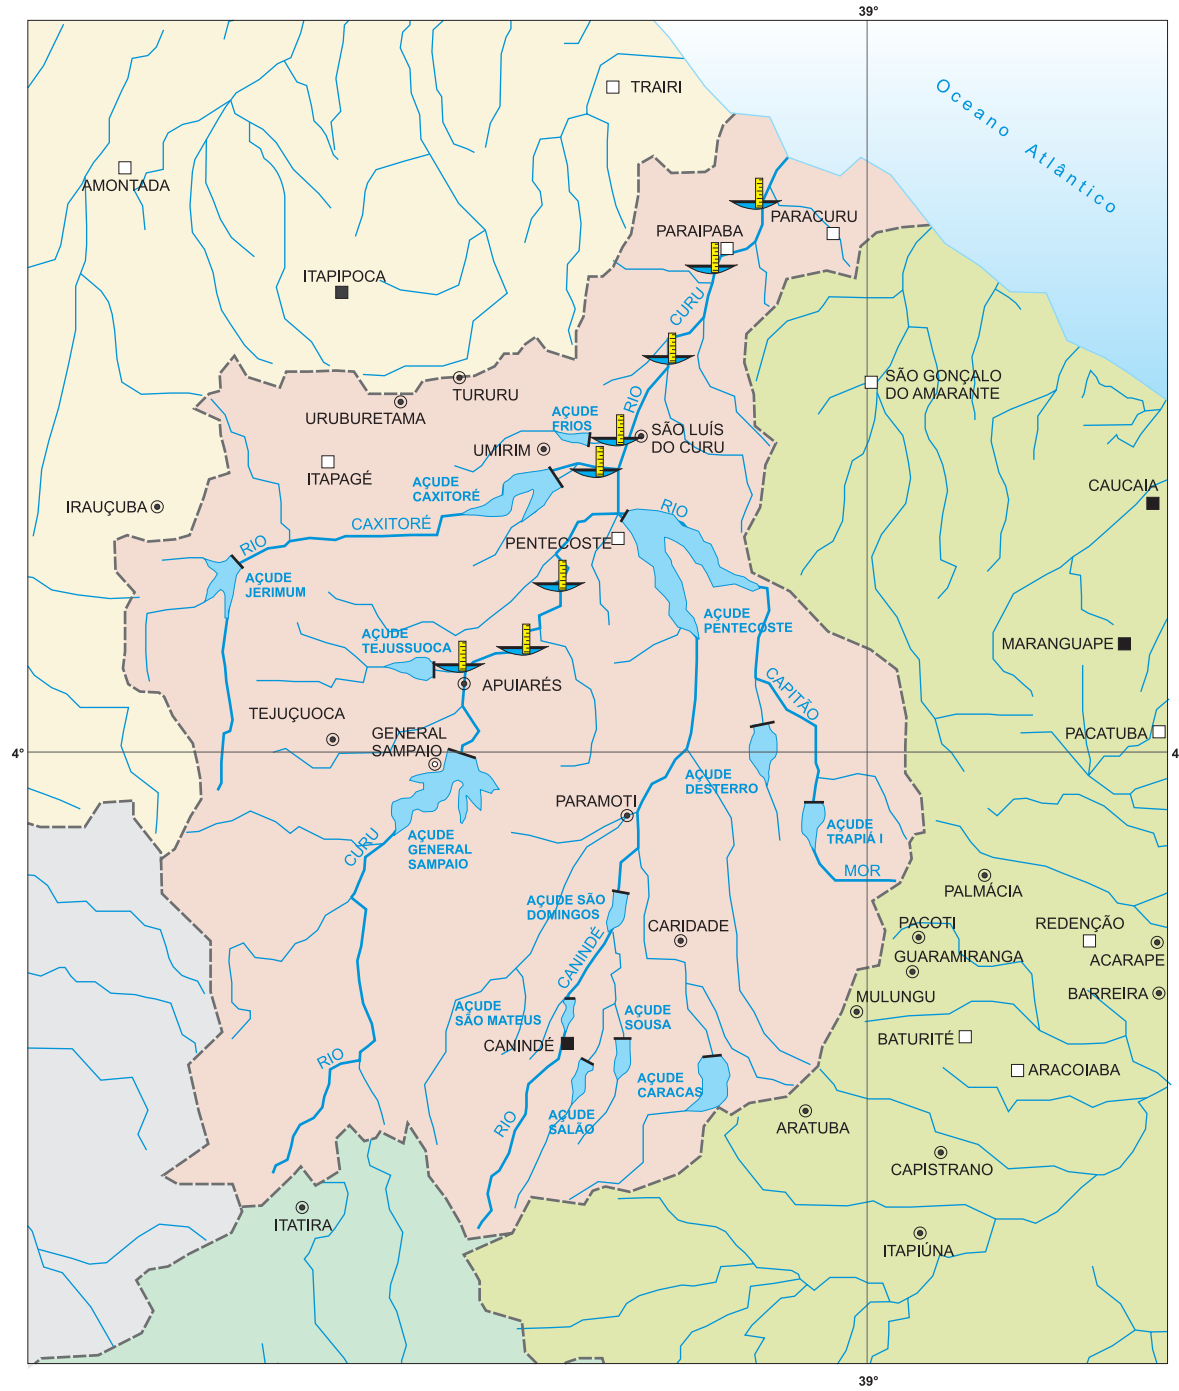 39°
Oceano Atlântico
TRAIRI
AMONTADA
PARACURU
PARAIPABA
ITAPIPOCA
CURU
SÃO GONÇALO
DO AMARANTE
TURURU
URUBURETAMA
RIO
AÇUDE
FRIOS
SÃO LUÍS
DO CURU
UMIRIM
ITAPAGÉ
AÇUDE
CAXITORÉ
CAUCAIA
IRAUÇUBA
RIO
CAXITORÉ
RIO
PENTECOSTE
AÇUDE
JERIMUM
AÇUDE
PENTECOSTE
AÇUDE
TEJUSSUOCA
MARANGUAPE
APUIARÉS
CAPITÃO
TEJUÇUOCA
GENERAL
SAMPAIO
PACATUBA
4°
4
AÇUDE
DESTERRO
PARAMOTI
CURU
AÇUDE
GENERAL
SAMPAIO
AÇUDE
TRAPIÁ I
MOR
PALMÁCIA
AÇUDE SÃO
DOMINGOS
CARIDADE
PACOTI
REDENÇÃO
CANINDÉ
GUARAMIRANGA
ACARAPE
MULUNGU
BARREIRA
AÇUDE
SÃO MATEUS
AÇUDE
SOUSA
CANINDÉ
BATURITÉ
RIO
ARACOIABA
AÇUDE
CARACAS
AÇUDE
SALÃO
RIO
ARATUBA
CAPISTRANO
ITATIRA
ITAPIÚNA
39°